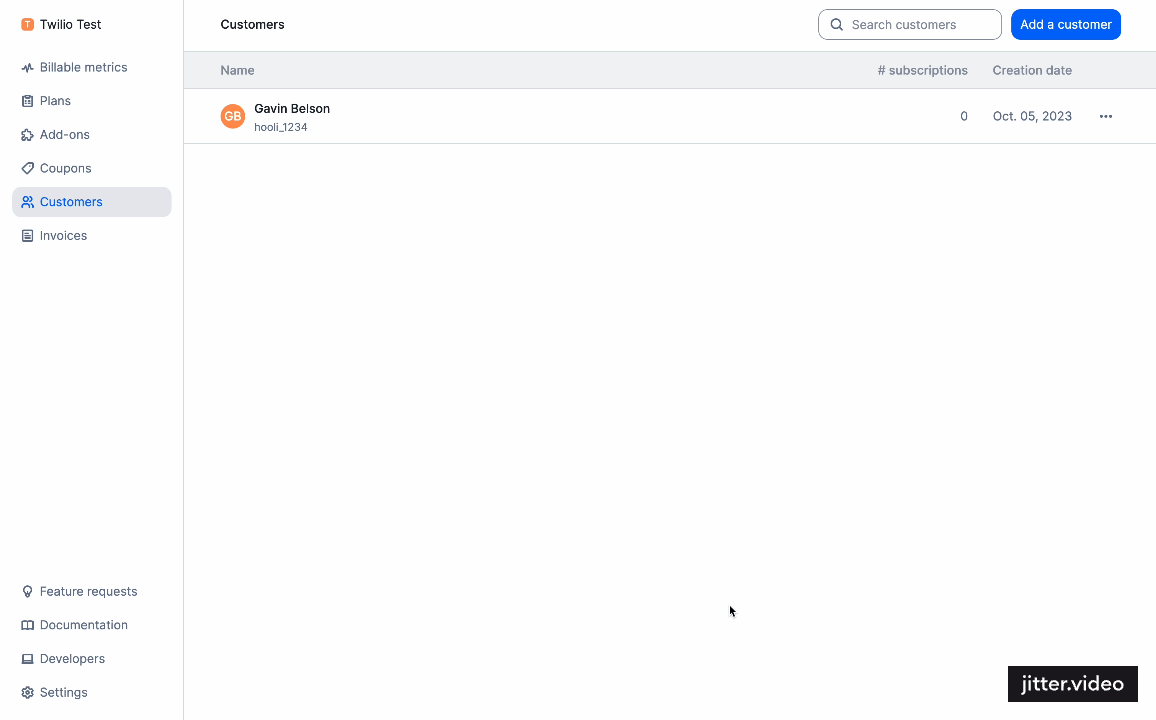 T Twilio Test
Billable metrics
Plans
Add-ons
Coupons
Customers
Invoices
Feature requests
Documentation
Developers
Settings
Customers
Search customers
Add a customer
Name # subscriptions Creation date
GB Gavin Belson
hooli_1234
0 Oct. 05, 2023
jitter.video